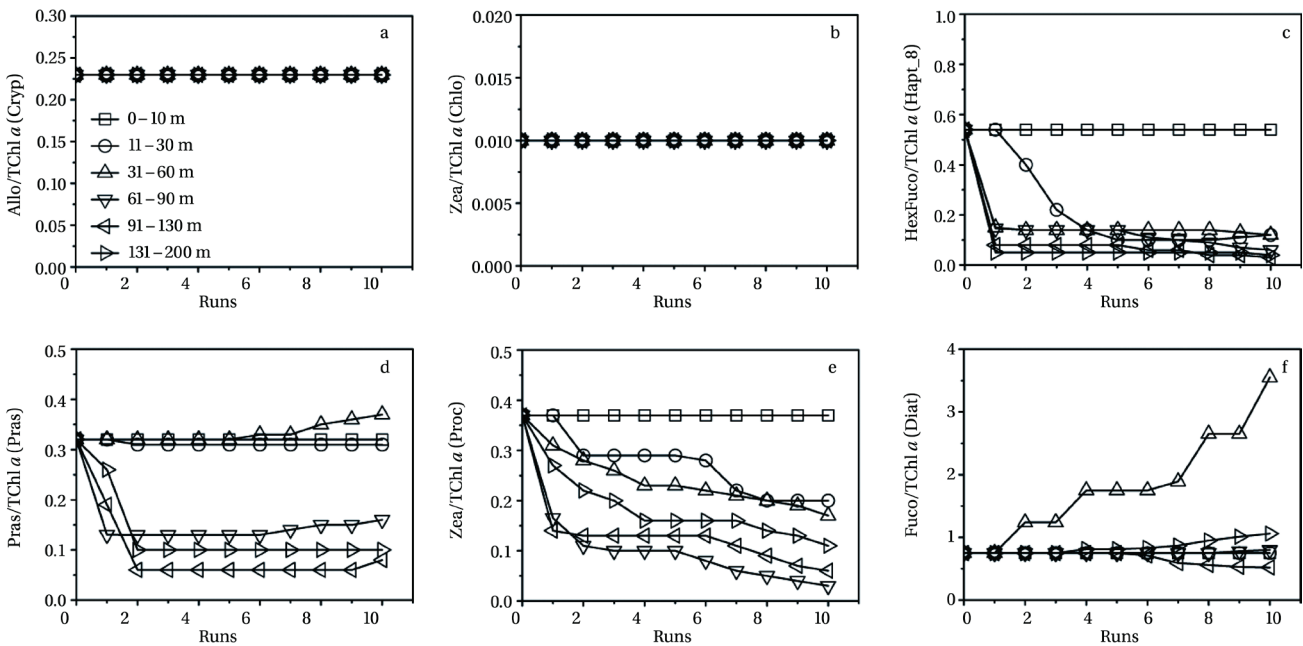 a
Allo/TChl a (Cryp)
0.30
0.25
0.20
0.15
0.10
0.05
0.00
0–10 m
11–30 m
31–60 m
61–90 m
91–130 m
131–200 m
0 2 4 6 8 10
Runs
b
Zea/TChl a (Chlo)
0.020
0.015
0.010
0.005
0.000
0 2 4 6 8 10
Runs
c
HexFuco/TChl a (Hapt_8)
1.0
0.8
0.6
0.4
0.2
0.0
0 2 4 6 8 10
Runs
d
Pras/TChl a (Pras)
0.5
0.4
0.3
0.2
0.1
0.0
0 2 4 6 8 10
Runs
e
Zea/TChl a (Proc)
0.5
0.4
0.3
0.2
0.1
0.0
0 2 4 6 8 10
Runs
f
Fuco/TChl a (Diat)
4
3
2
1
0
0 2 4 6 8 10
Runs